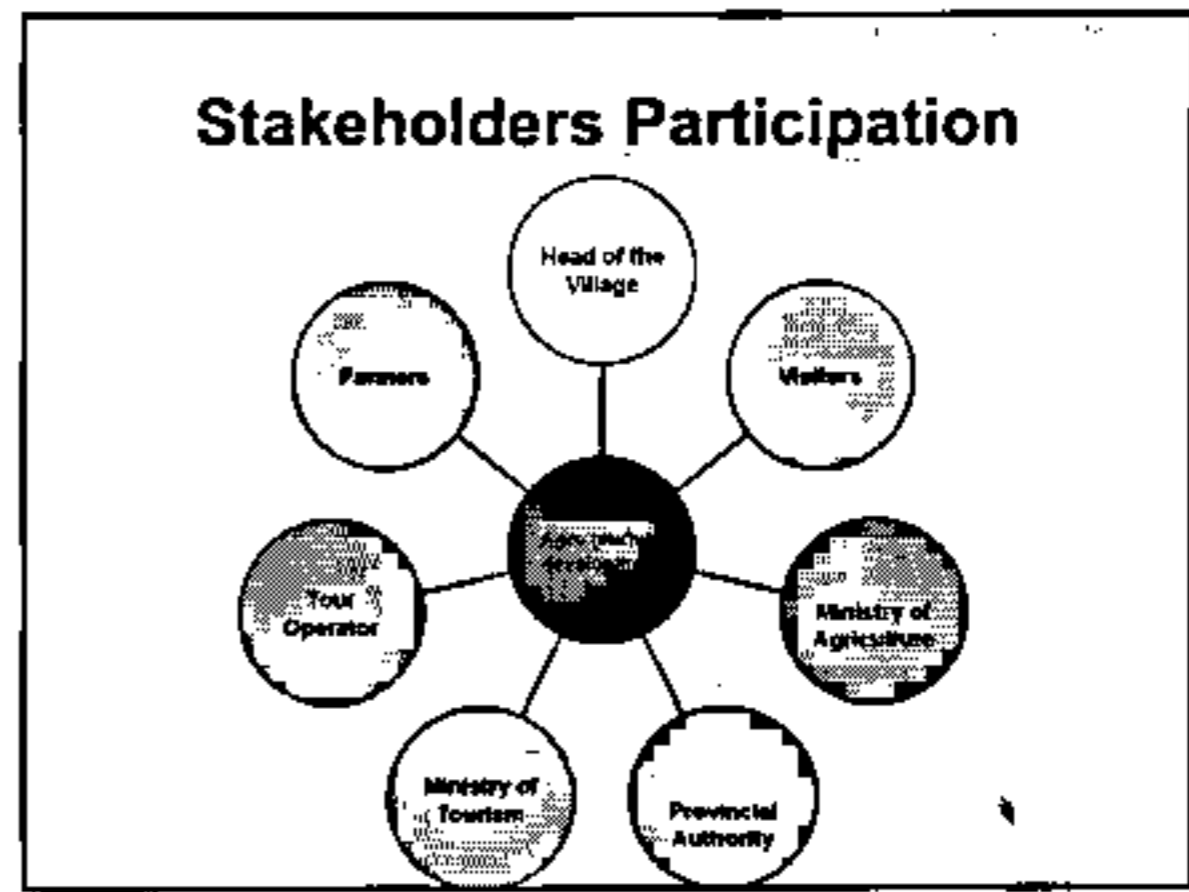 Stakeholders Participation
Head of the
Village
Farmers
Visitors
Tour
Operator
Ministry of
Agriculture
Ministry of
Tourism
Provincial
Authority